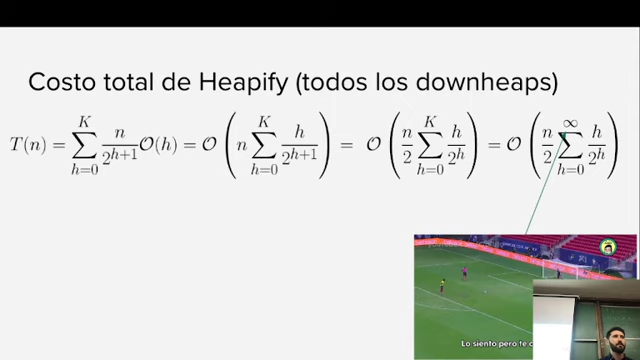 Costo total de Heapify (todos los downheaps)
T(n) = \sum_{h=0}^{K} \frac{n}{2^{h+1}} \mathcal{O}(h) = \mathcal{O}\left(n \sum_{h=0}^{K} \frac{h}{2^{h+1}}\right) = \mathcal{O}\left(\frac{n}{2} \sum_{h=0}^{K} \frac{h}{2^h}\right) = \mathcal{O}\left(\frac{n}{2} \sum_{h=0}^{\infty} \frac{h}{2^h}\right)
Lo siento pero te